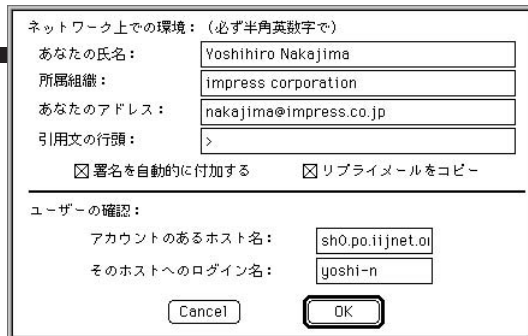 ネットワーク上での環境：（必ず半角英数字で）
あなたの氏名： Yoshihiro Nakajima
所属組織： impress corporation
あなたのアドレス： nakajima@impress.co.jp
引用文の行頭： >
署名を自動的に付加する リプライメールをコピー
ユーザーの確認：
アカウントのあるホスト名： sh0.po.iijnet.o
そのホストへのログイン名： yoshi-n
Cancel OK